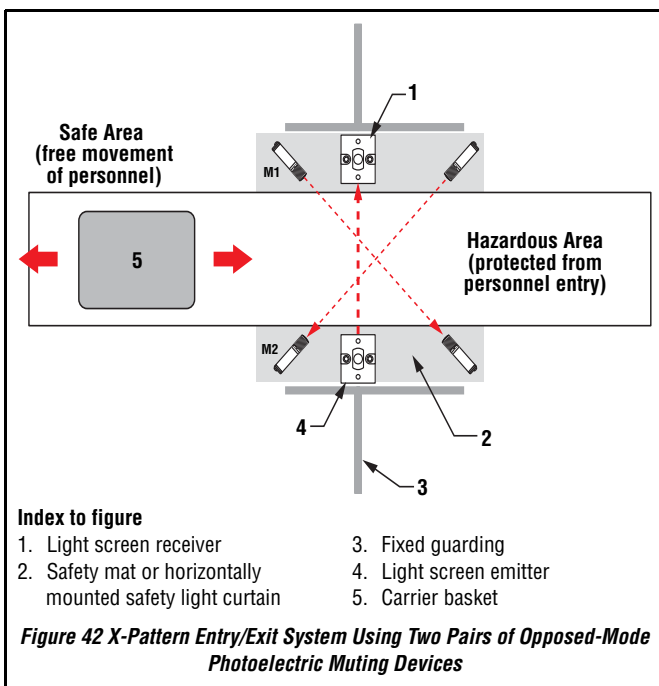 1
Safe Area
(free movement
of personnel)
M1
5
Hazardous Area
(protected from
personnel entry)
M2
4
2
3
Index to figure
1. Light screen receiver
2. Safety mat or horizontally
mounted safety light curtain
3. Fixed guarding
4. Light screen emitter
5. Carrier basket
Figure 42 X-Pattern Entry/Exit System Using Two Pairs of Opposed-Mode
Photoelectric Muting Devices